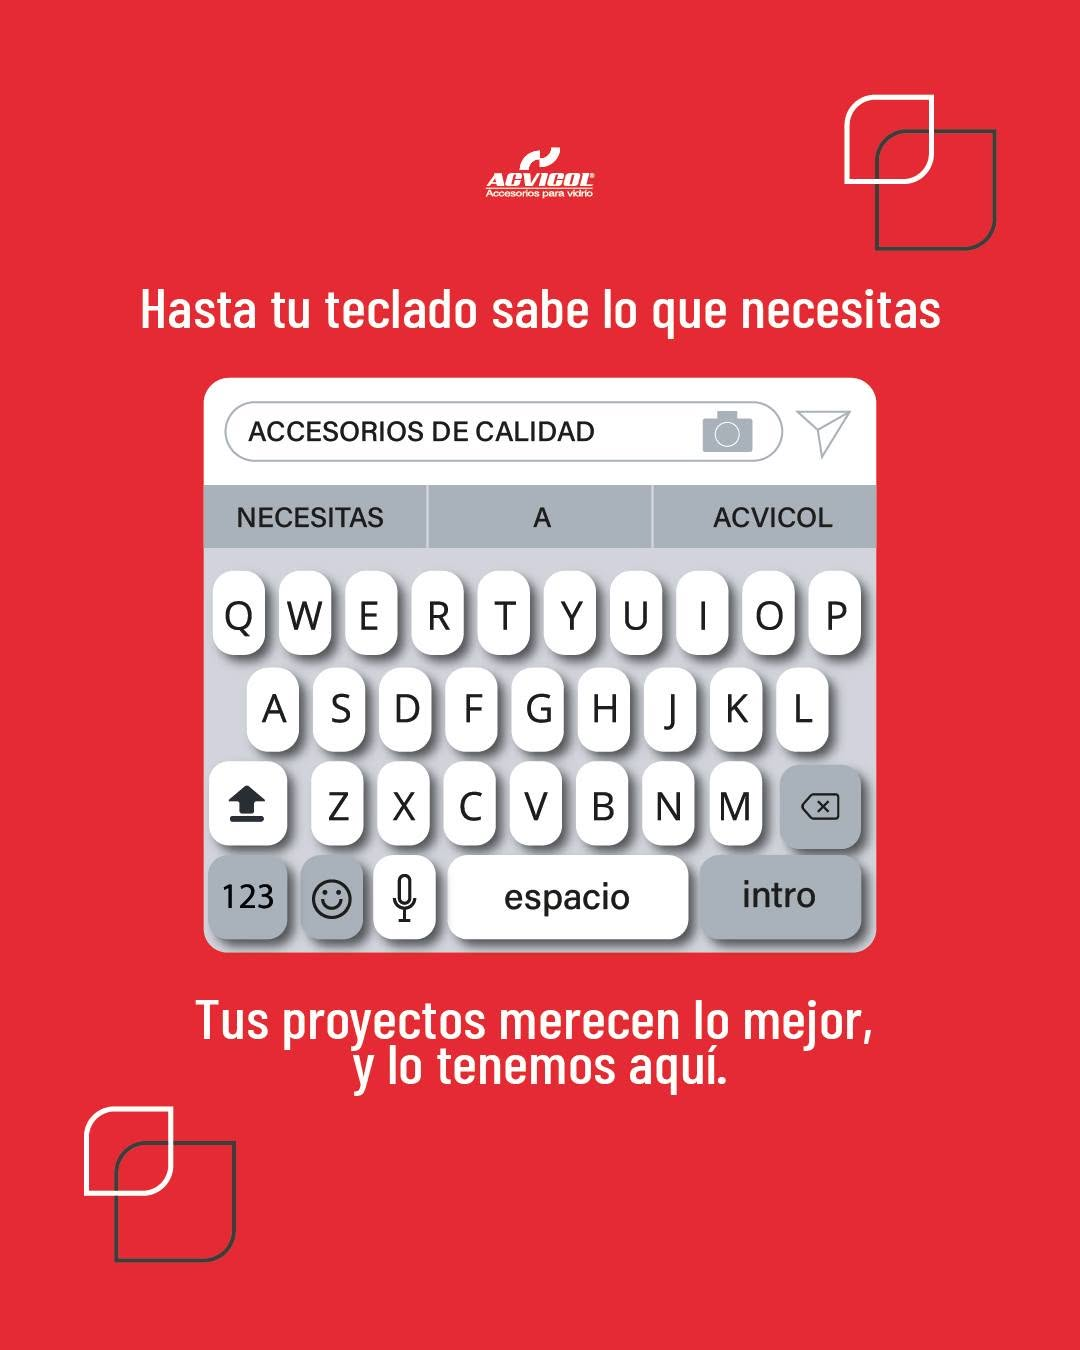 ACVICOL®
Accesorios para vidrio
Hasta tu teclado sabe lo que necesitas
ACCESORIOS DE CALIDAD
NECESITAS A ACVICOL
Q W E R T Y U I O P
A S D F G H J K L
Z X C V B N M
123 espacio intro
Tus proyectos merecen lo mejor,
y lo tenemos aquí.